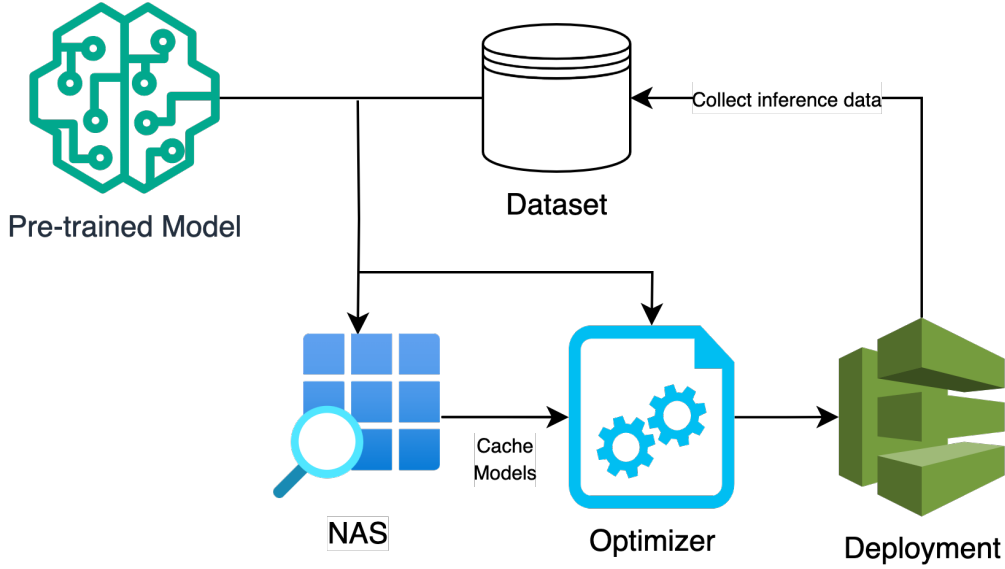 Collect inference data
Dataset
Pre-trained Model
Cache
Models
NAS
Optimizer
Deployment